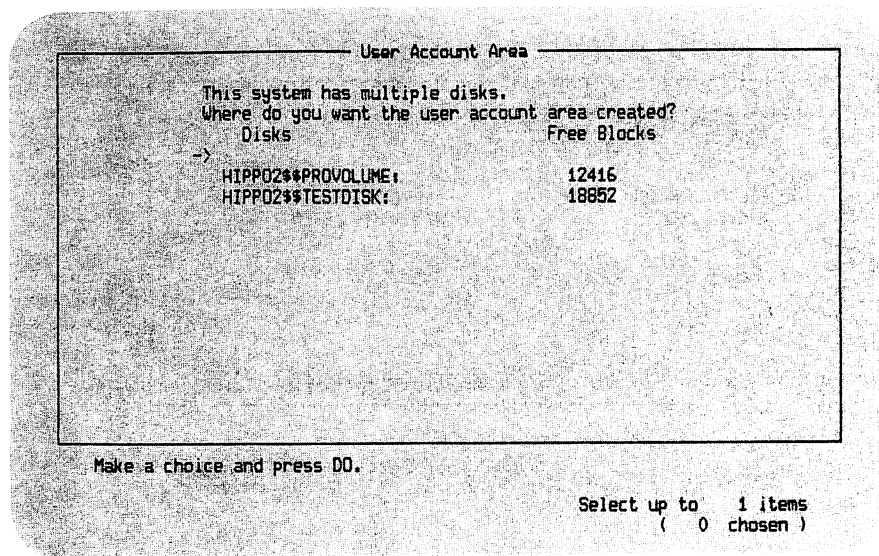 User Account Area
This system has multiple disks.
Where do you want the user account area created?
Disks Free Blocks
->
HIPPO2$$PROVOLUME: 12416
HIPPO2$$TESTDISK: 18852
Make a choice and press DO.
Select up to 1 items
( 0 chosen )